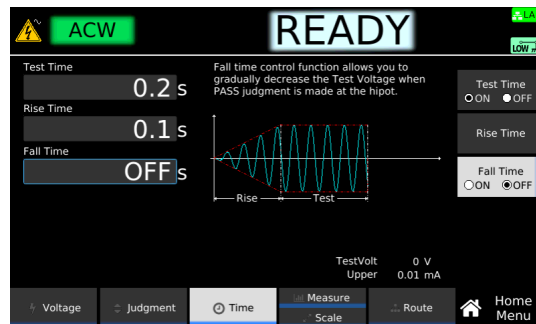 ACW
READY
LA
LOW
Test Time
0.2 s
Rise Time
0.1 s
Fall Time
OFF s
Fall time control function allows you to
gradually decrease the Test Voltage when
PASS judgment is made at the hipot.
Rise
Test
TestVolt 0 V
Upper 0.01 mA
Test Time
ON OFF
Rise Time
Fall Time
ON OFF
Voltage
Judgment
Time
Measure
Scale
Route
Home
Menu